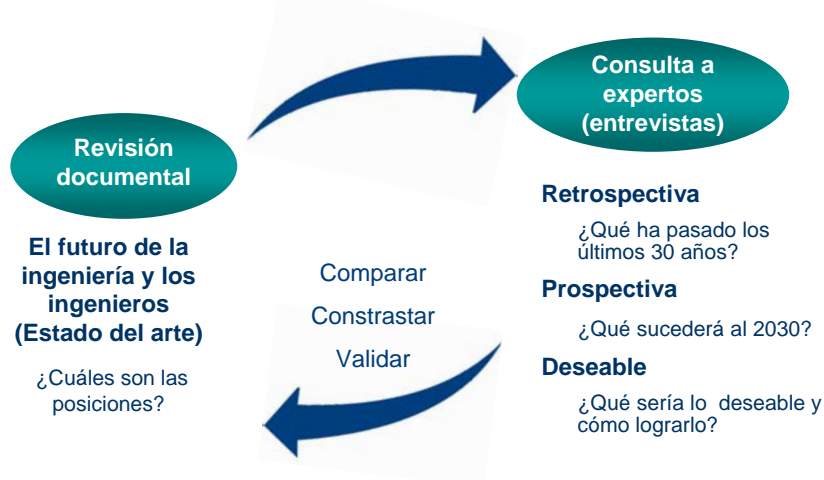 Revisión
documental
El futuro de la
ingeniería y los
ingenieros
(Estado del arte)
¿Cuáles son las
posiciones?
Comparar
Constrastar
Validar
Consulta a
expertos
(entrevistas)
Retrospectiva
¿Qué ha pasado los
últimos 30 años?
Prospectiva
¿Qué sucederá al 2030?
Deseable
¿Qué sería lo deseable y
cómo lograrlo?